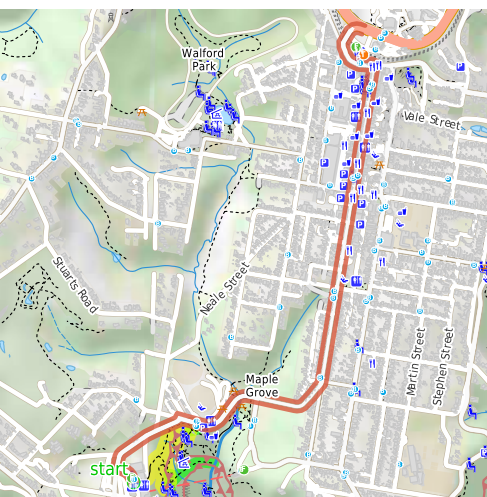 Walford
Park
Vale Street
Stuarts Road
Neale Street
Martin Street
Stephen Street
Maple
Grove
start